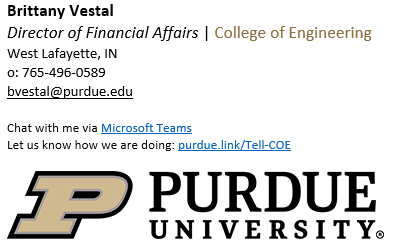 Brittany Vestal
Director of Financial Affairs | College of Engineering
West Lafayette, IN
o: 765-496-0589
bvestal@purdue.edu
Chat with me via Microsoft Teams
Let us know how we are doing: purdue.link/Tell-COE
P PURDUE
UNIVERSITY®